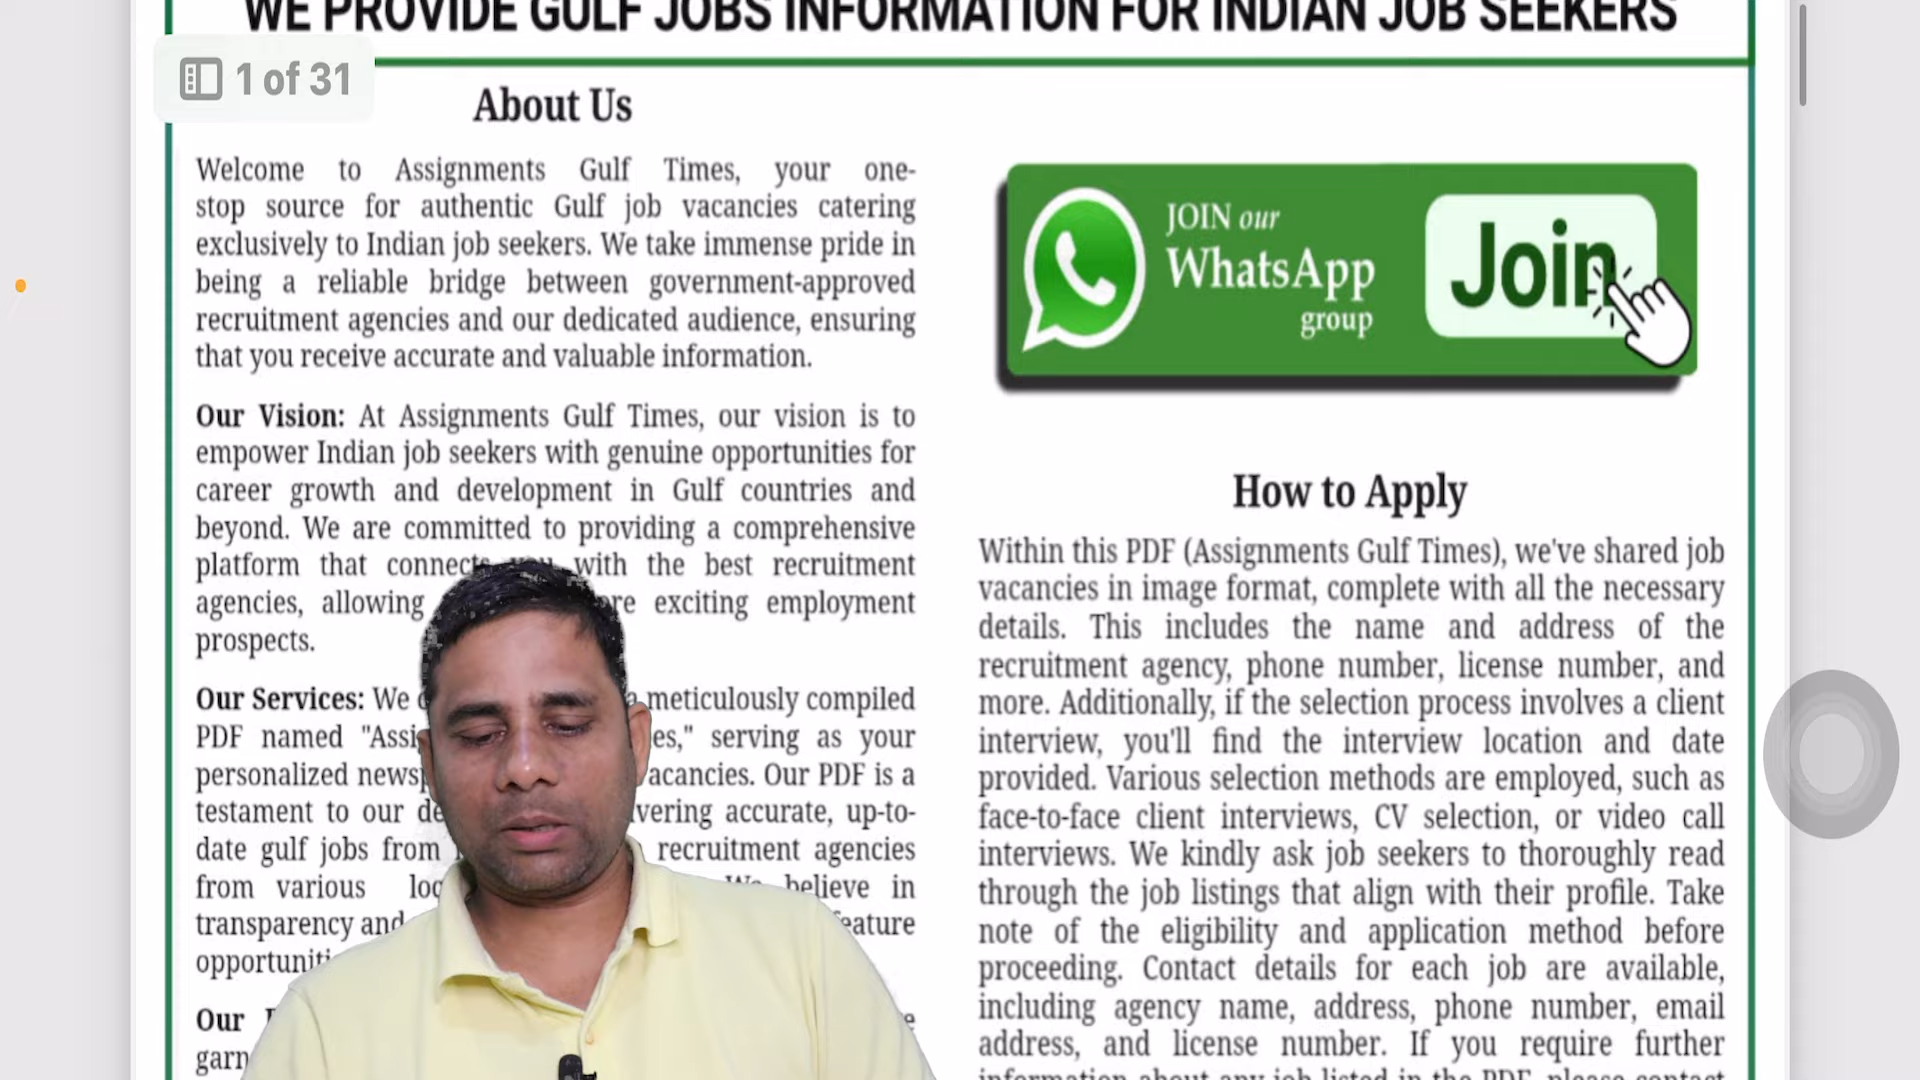 WE PROVIDE GULF JOBS INFORMATION FOR INDIAN JOB SEEKERS
1 of 31
About Us
Welcome to Assignments Gulf Times, your one-
stop source for authentic Gulf job vacancies catering
exclusively to Indian job seekers. We take immense pride in
being a reliable bridge between government-approved
recruitment agencies and our dedicated audience, ensuring
that you receive accurate and valuable information.
Our Vision: At Assignments Gulf Times, our vision is to
empower Indian job seekers with genuine opportunities for
career growth and development in Gulf countries and
beyond. We are committed to providing a comprehensive
platform that connects you with the best recruitment
agencies, allowing exciting employment
prospects.
Our Services: We meticulously compiled
PDF named serving as your
personalized
Our PDF is a
testament to our up-to-
date gulf jobs from recruitment agencies
from various believe in
transparency and
Our
JOIN our
WhatsApp
group
Join
How to Apply
Within this PDF (Assignments Gulf Times), we've shared job
vacancies in image format, complete with all the necessary
details. This includes the name and address of the
recruitment agency, phone number, license number, and
more. Additionally, if the selection process involves a client
interview, you'll find the interview location and date
provided. Various selection methods are employed, such as
face-to-face client interviews, CV selection, or video call
interviews. We kindly ask job seekers to thoroughly read
through the job listings that align with their profile. Take
note of the eligibility and application method before
proceeding. Contact details for each job are available,
including agency name, address, phone number, email
address, and license number. If you require further
information about any job listed in the PDF, please contact